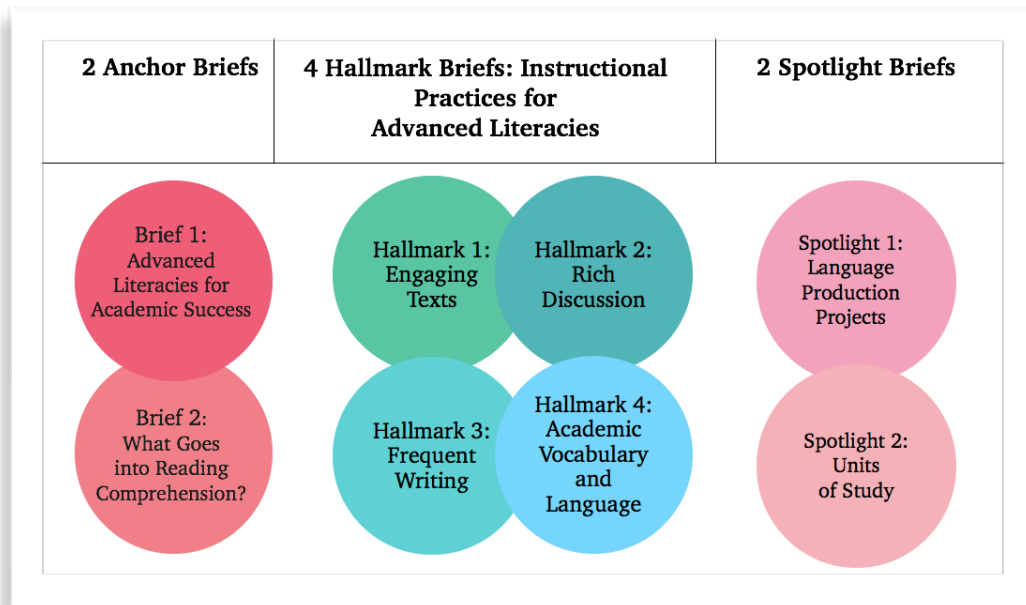 2 Anchor Briefs
4 Hallmark Briefs: Instructional
Practices for
Advanced Literacies
2 Spotlight Briefs
Brief 1:
Advanced
Literacies for
Academic Success
Brief 2:
What Goes
into Reading
Comprehension?
Hallmark 1:
Engaging
Texts
Hallmark 2:
Rich
Discussion
Hallmark 3:
Frequent
Writing
Hallmark 4:
Academic
Vocabulary
and
Language
Spotlight 1:
Language
Production
Projects
Spotlight 2:
Units
of Study